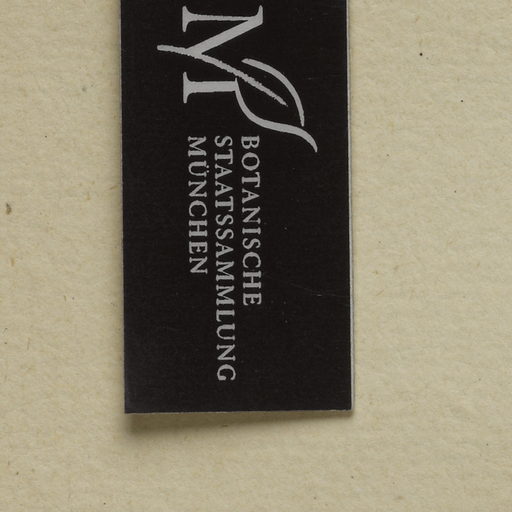 M
BOTANISCHE
STAATSSAMMLUNG
MÜNCHEN